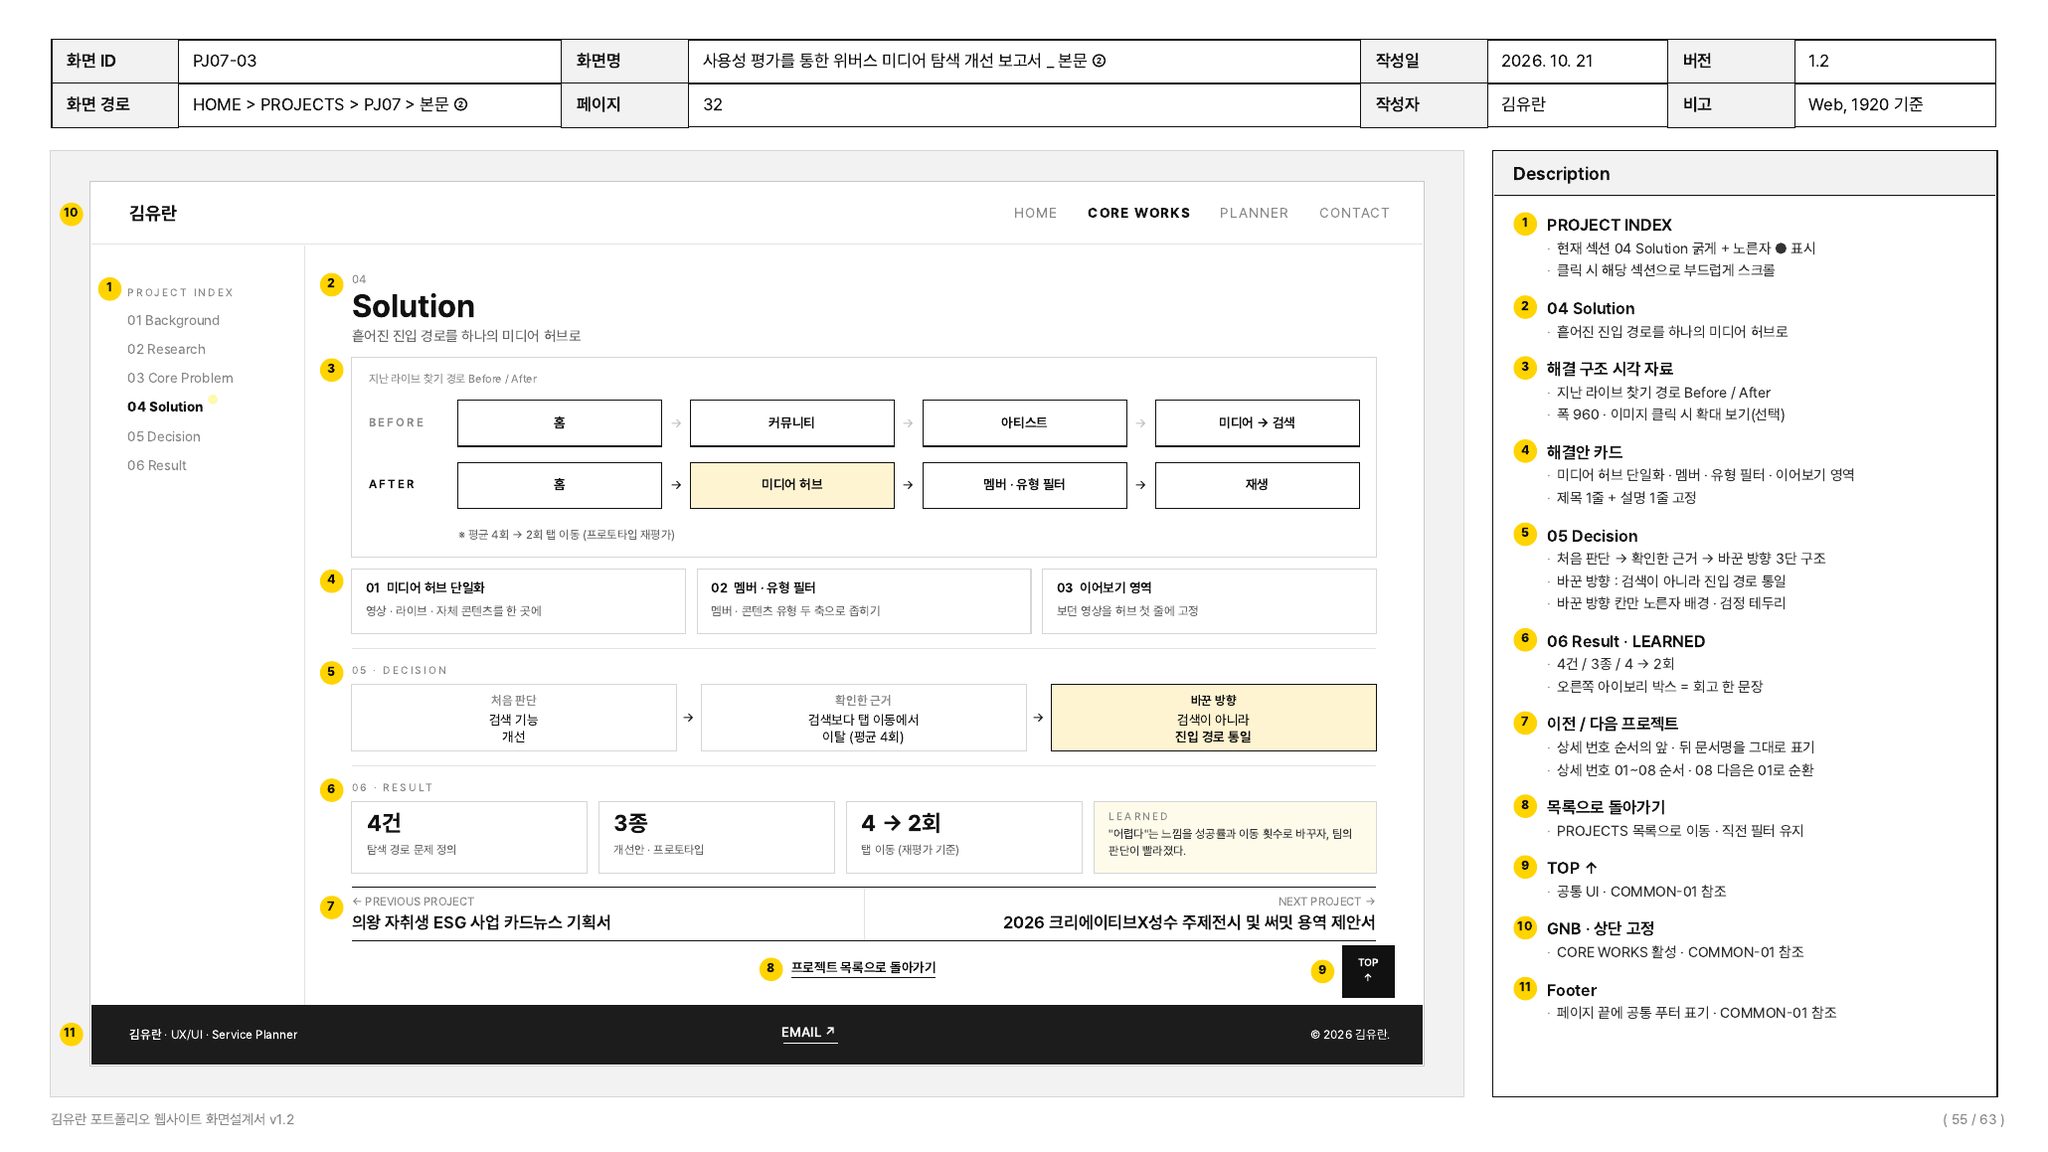 화면 ID PJ07-03 화면명 사용성 평가를 통한 위버스 미디어 탐색 개선 보고서 _ 본문 ② 작성일 2026. 10. 21 버전 1.2
화면 경로 HOME > PROJECTS > PJ07 > 본문 ② 페이지 32 작성자 김유란 비고 Web, 1920 기준
10 김유란 HOME CORE WORKS PLANNER CONTACT
1 PROJECT INDEX
01 Background
02 Research
03 Core Problem
04 Solution
05 Decision
06 Result
2 04
Solution
흩어진 진입 경로를 하나의 미디어 허브로
3 지난 라이브 찾기 경로 Before / After
BEFORE 홈 → 커뮤니티 → 아티스트 → 미디어 → 검색
AFTER 홈 → 미디어 허브 → 멤버 · 유형 필터 → 재생
※ 평균 4회 → 2회 탭 이동 (프로토타입 재평가)
4 01 미디어 허브 단일화
영상 · 라이브 · 자체 콘텐츠를 한 곳에
02 멤버 · 유형 필터
멤버 · 콘텐츠 유형 두 축으로 좁히기
03 이어보기 영역
보던 영상을 허브 첫 줄에 고정
5 05 · DECISION
처음 판단
검색 기능
개선
→
확인한 근거
검색보다 탭 이동에서
이탈 (평균 4회)
→
바꾼 방향
검색이 아니라
진입 경로 통일
6 06 · RESULT
4건
탐색 경로 문제 정의
3종
개선안 · 프로토타입
4 → 2회
탭 이동 (재평가 기준)
LEARNED
"어렵다"는 느낌을 성공률과 이동 횟수로 바꾸자, 팀의
판단이 빨라졌다.
7 ← PREVIOUS PROJECT
의왕 자취생 ESG 사업 카드뉴스 기획서
NEXT PROJECT →
2026 크리에이티브X성수 주제전시 및 써밋 용역 제안서
8 프로젝트 목록으로 돌아가기
9 TOP
↑
11 김유란 · UX/UI · Service Planner EMAIL ↗ © 2026 김유란.
Description
1 PROJECT INDEX
· 현재 섹션 04 Solution 굵게 + 노른자 ● 표시
· 클릭 시 해당 섹션으로 부드럽게 스크롤
2 04 Solution
· 흩어진 진입 경로를 하나의 미디어 허브로
3 해결 구조 시각 자료
· 지난 라이브 찾기 경로 Before / After
· 폭 960 · 이미지 클릭 시 확대 보기(선택)
4 해결안 카드
· 미디어 허브 단일화 · 멤버 · 유형 필터 · 이어보기 영역
· 제목 1줄 + 설명 1줄 고정
5 05 Decision
· 처음 판단 → 확인한 근거 → 바꾼 방향 3단 구조
· 바꾼 방향 : 검색이 아니라 진입 경로 통일
· 바꾼 방향 칸만 노른자 배경 · 검정 테두리
6 06 Result · LEARNED
· 4건 / 3종 / 4 → 2회
· 오른쪽 아이보리 박스 = 회고 한 문장
7 이전 / 다음 프로젝트
· 상세 번호 순서의 앞 · 뒤 문서명을 그대로 표기
· 상세 번호 01~08 순서 · 08 다음은 01로 순환
8 목록으로 돌아가기
· PROJECTS 목록으로 이동 · 직전 필터 유지
9 TOP ↑
· 공통 UI · COMMON-01 참조
10 GNB · 상단 고정
· CORE WORKS 활성 · COMMON-01 참조
11 Footer
· 페이지 끝에 공통 푸터 표기 · COMMON-01 참조
김유란 포트폴리오 웹사이트 화면설계서 v1.2 ( 55 / 63 )